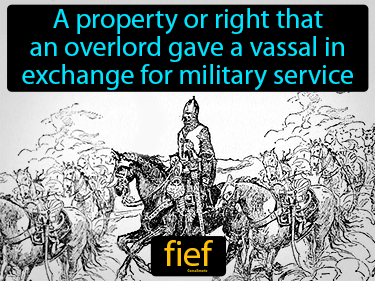 A property or right that
an overlord gave a vassal in
exchange for military service
fief